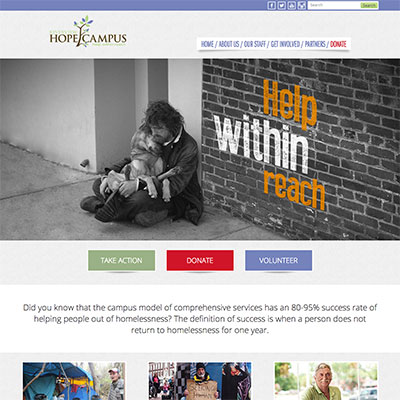 Search
Search
HOPE CAMPUS
HOME / ABOUT US / OUR STAFF / GET INVOLVED / PARTNERS / DONATE
Help
within
reach
TAKE ACTION
DONATE
VOLUNTEER
Did you know that the campus model of comprehensive services has an 80-95% success rate of
helping people out of homelessness? The definition of success is when a person does not
return to homelessness for one year.